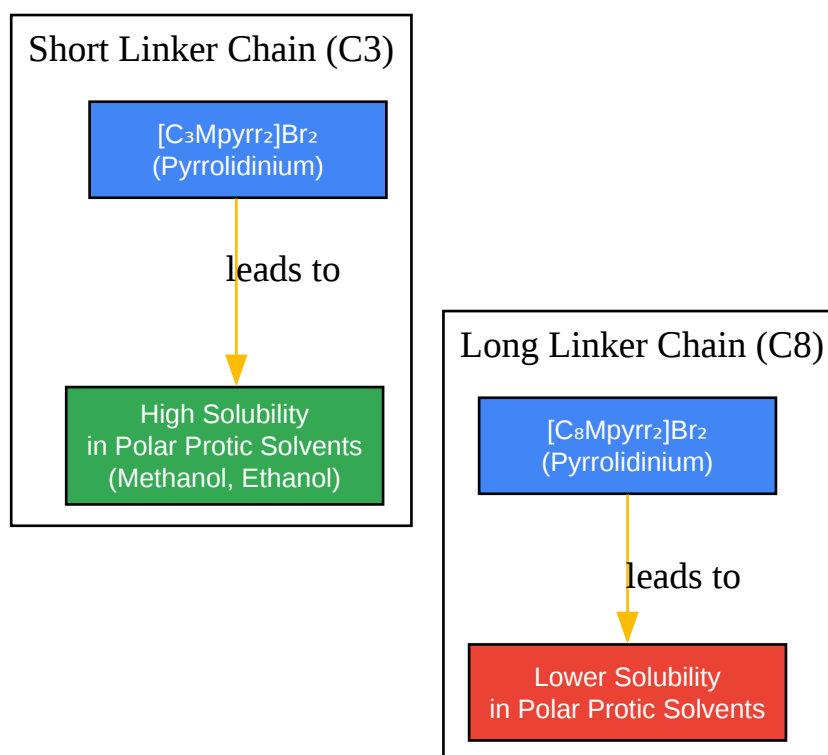 Short Linker Chain (C3)
[C₃Mpyrr₂]Br₂
(Pyrrolidinium)
leads to
High Solubility
in Polar Protic Solvents
(Methanol, Ethanol)
Long Linker Chain (C8)
[C₈Mpyrr₂]Br₂
(Pyrrolidinium)
leads to
Lower Solubility
in Polar Protic Solvents